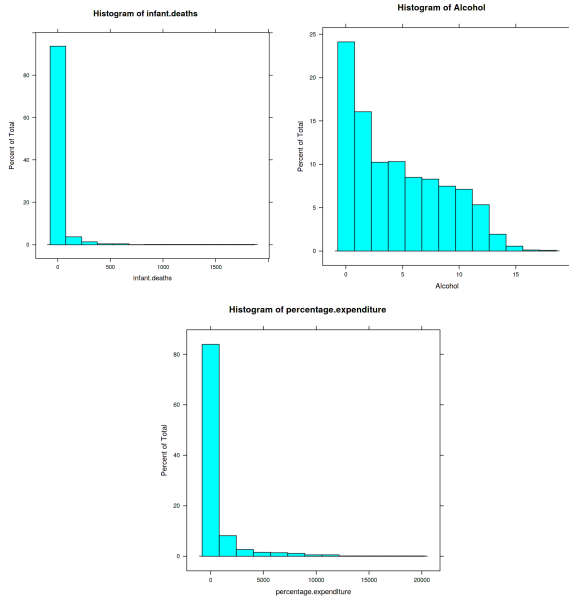 Histogram of infant.deaths
Percent of Total
80
60
40
20
0
0 500 1000 1500
infant.deaths
Histogram of Alcohol
Percent of Total
25
20
15
10
5
0
0 5 10 15
Alcohol
Histogram of percentage.expenditure
Percent of Total
80
60
40
20
0
0 5000 10000 15000 20000
percentage.expenditure